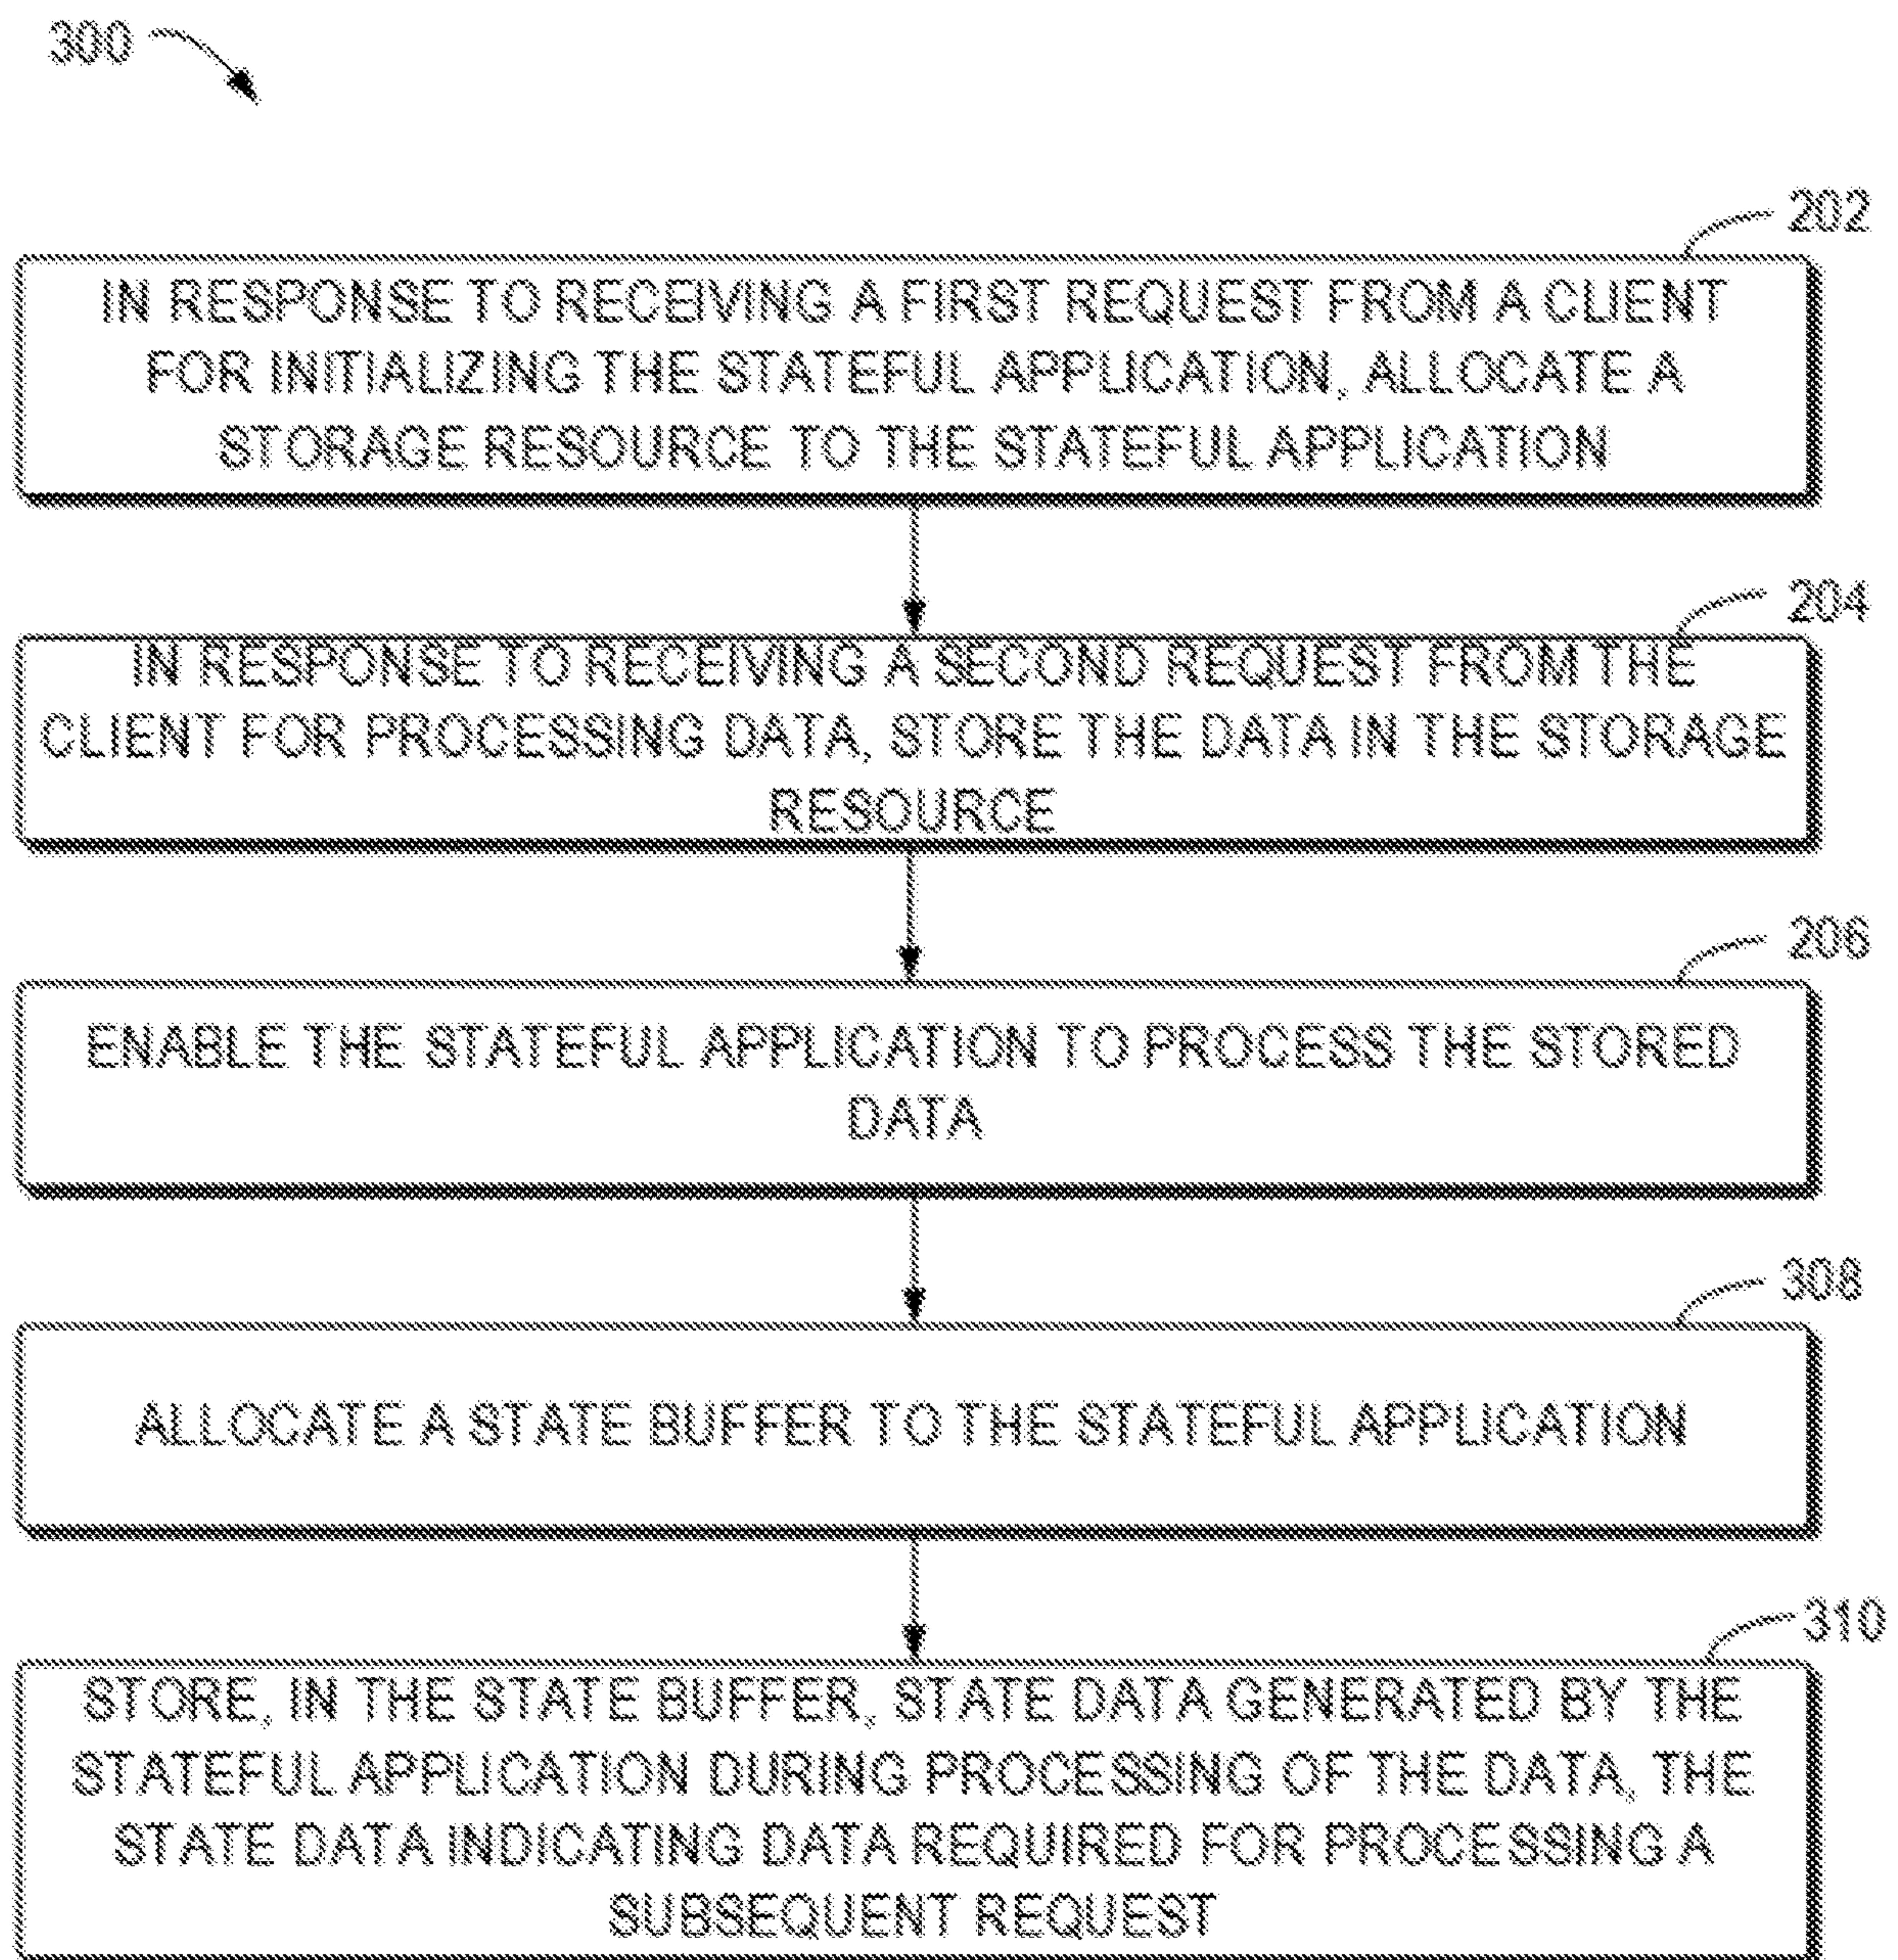 300
202
IN RESPONSE TO RECEIVING A FIRST REQUEST FROM A CLIENT
FOR INITIALIZING THE STATEFUL APPLICATION, ALLOCATE A
STORAGE RESOURCE TO THE STATEFUL APPLICATION
204
IN RESPONSE TO RECEIVING A SECOND REQUEST FROM THE
CLIENT FOR PROCESSING DATA, STORE THE DATA IN THE STORAGE
RESOURCE
206
ENABLE THE STATEFUL APPLICATION TO PROCESS THE STORED
DATA
308
ALLOCATE A STATE BUFFER TO THE STATEFUL APPLICATION
310
STORE, IN THE STATE BUFFER, STATE DATA GENERATED BY THE
STATEFUL APPLICATION DURING PROCESSING OF THE DATA, THE
STATE DATA INDICATING DATA REQUIRED FOR PROCESSING A
SUBSEQUENT REQUEST